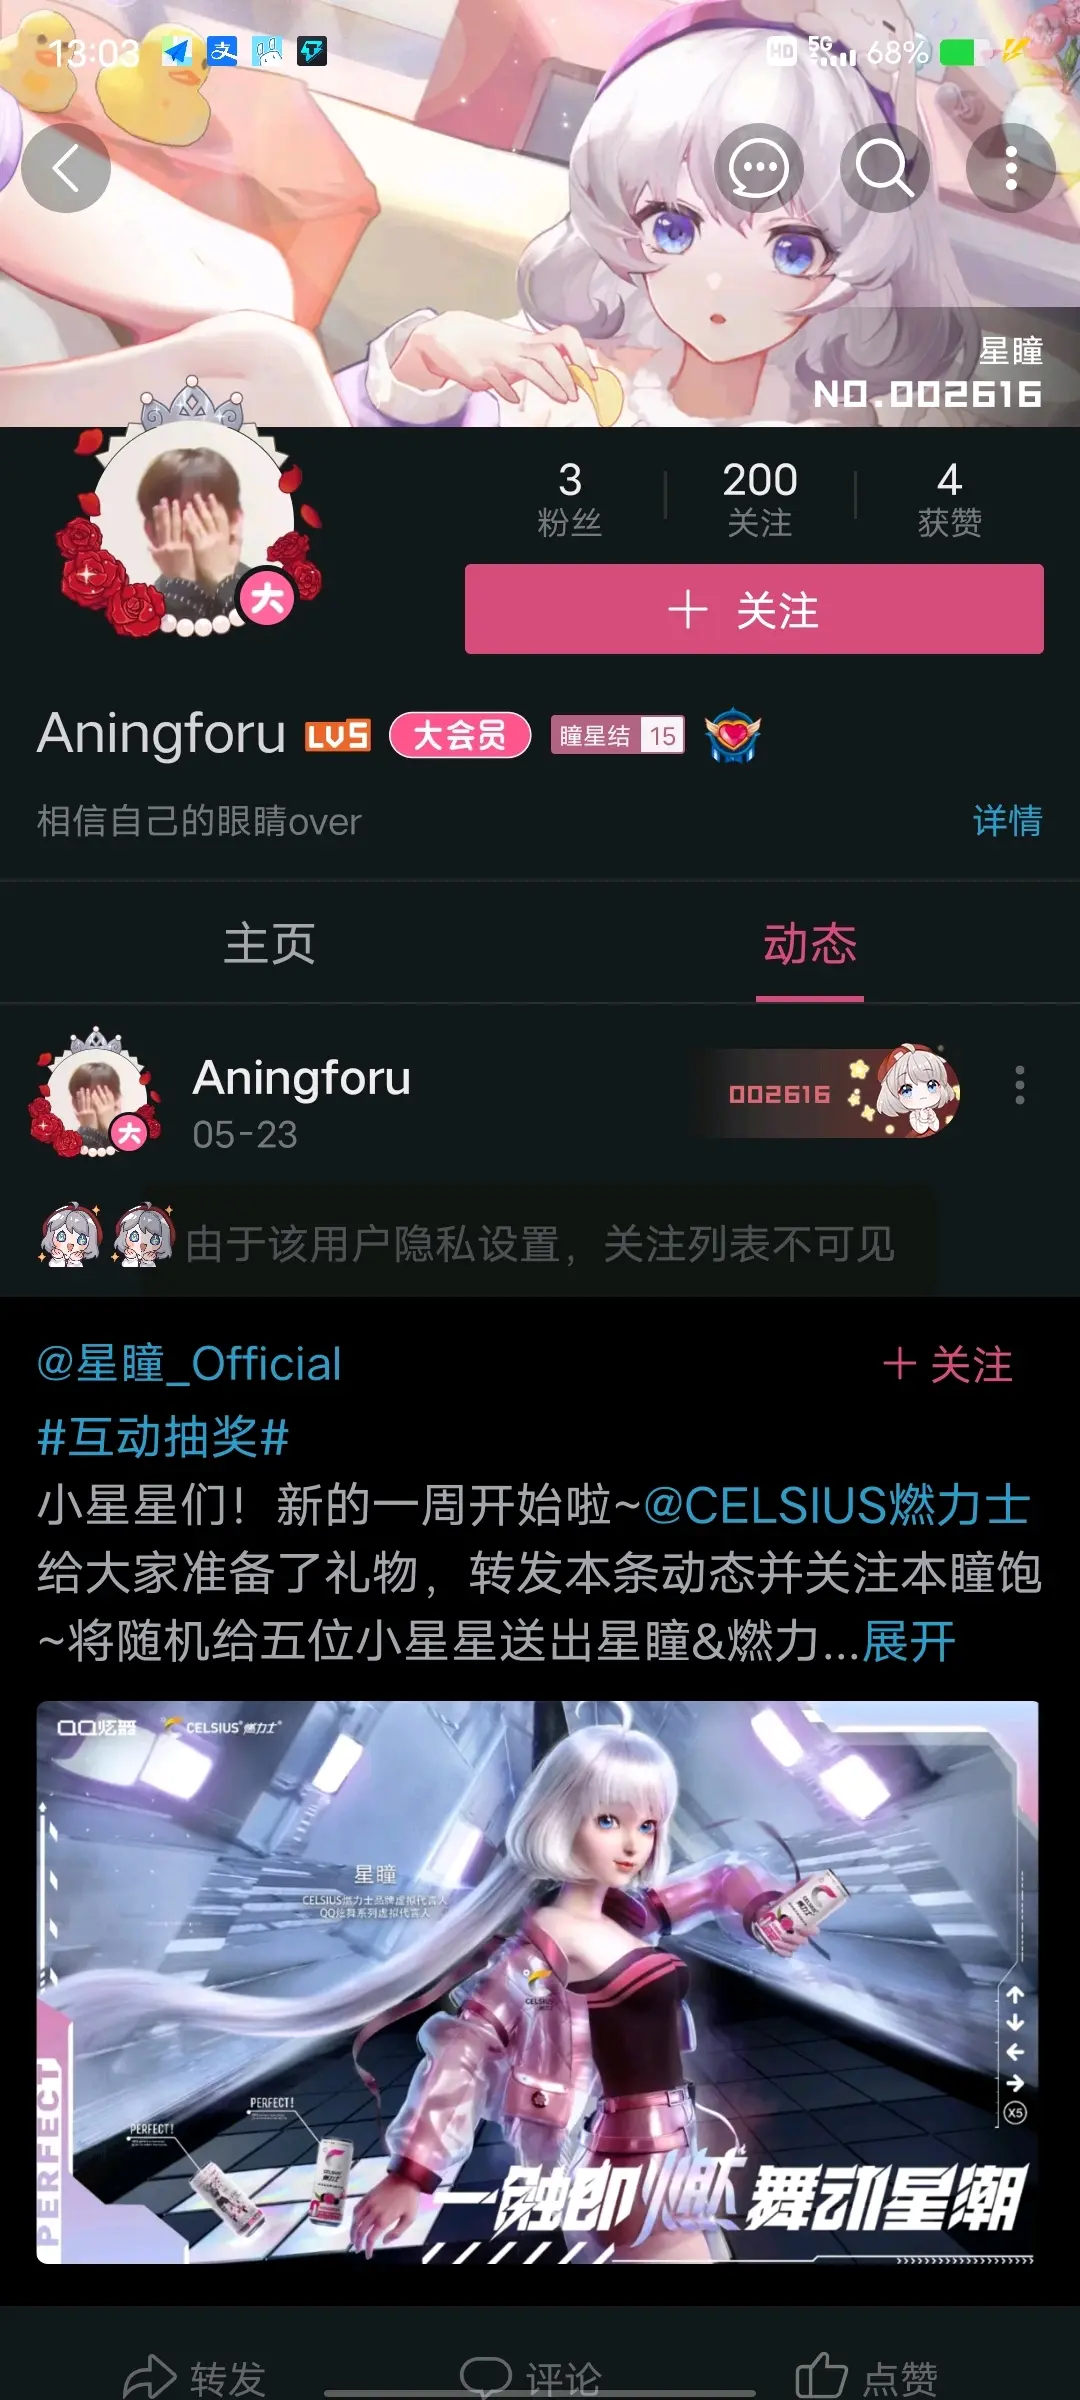 13:03
HD 5G 68%
星瞳
NO.002616
3
粉丝
200
关注
4
获赞
关注
大
Aningforu LV5 大会员 瞳星结 15
相信自己的眼睛over
详情
主页
动态
Aningforu
05-23
大
002616
由于该用户隐私设置，关注列表不可见
@星瞳_Official
关注
#互动抽奖#
小星星们！新的一周开始啦~@CELSIUS燃力士
给大家准备了礼物，转发本条动态并关注本瞳饱
~将随机给五位小星星送出星瞳&燃力...展开
QQ炫舞 CELSIUS®燃力士®
星瞳
CELSIUS燃力士品牌虚拟代言人
QQ炫舞系列虚拟代言人
CELSIUS
PERFECT!
PERFECT!
PERFECT
X5
一触即燃 舞动星潮
转发
评论
点赞